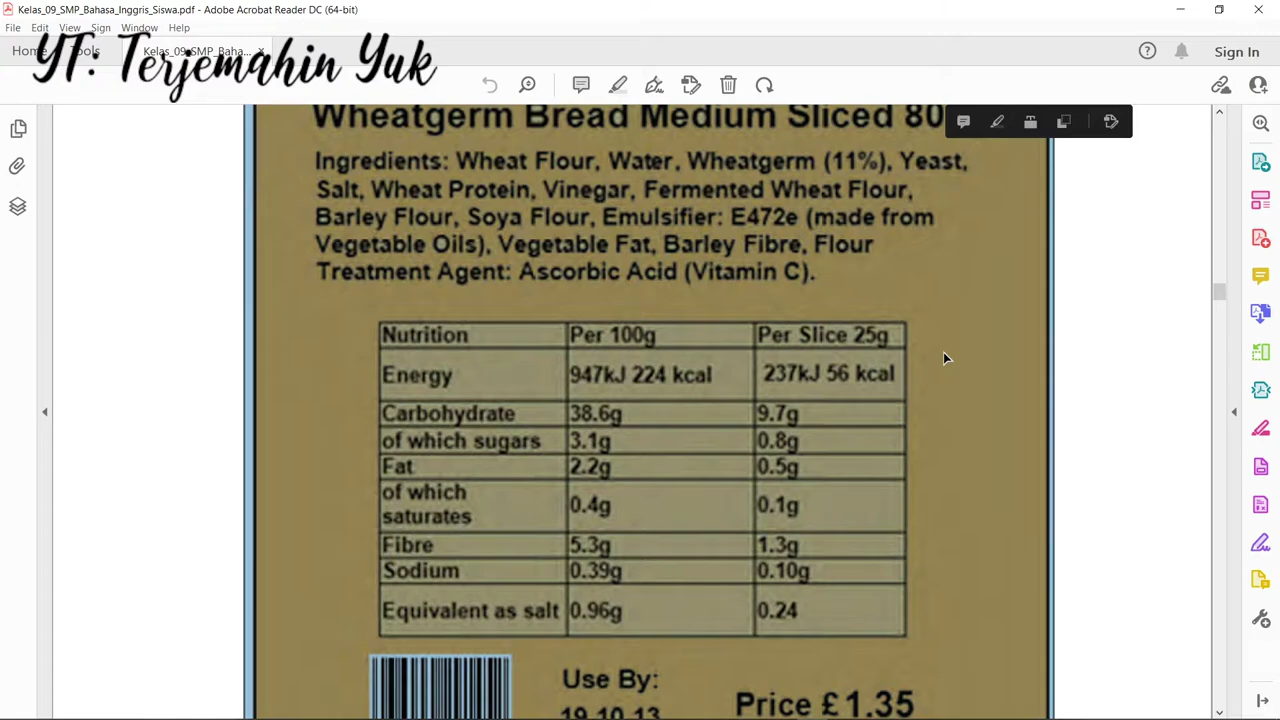 Kelas_09_SMP_Bahasa_Inggris_Siswa.pdf - Adobe Acrobat Reader DC (64-bit)
File Edit View Sign Window Help
Home Tools Kelas_09_SMP_Baha... × Sign In
YT: Terjemahin Yuk
Wheatgerm Bread Medium Sliced 80
Ingredients: Wheat Flour, Water, Wheatgerm (11%), Yeast,
Salt, Wheat Protein, Vinegar, Fermented Wheat Flour,
Barley Flour, Soya Flour, Emulsifier: E472e (made from
Vegetable Oils), Vegetable Fat, Barley Fibre, Flour
Treatment Agent: Ascorbic Acid (Vitamin C).
Nutrition Per 100g Per Slice 25g
Energy 947kJ 224 kcal 237kJ 56 kcal
Carbohydrate 38.6g 9.7g
of which sugars 3.1g 0.8g
Fat 2.2g 0.5g
of which
saturates 0.4g 0.1g
Fibre 5.3g 1.3g
Sodium 0.39g 0.10g
Equivalent as salt 0.96g 0.24
Use By:
19.10.13
Price £1.35